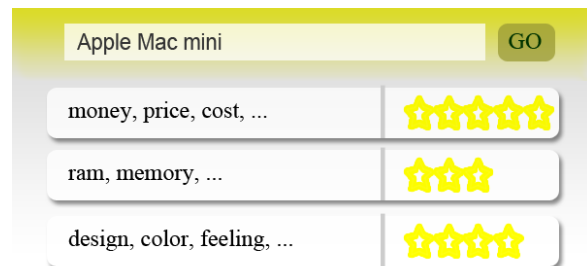 Apple Mac mini GO
money, price, cost, ...
ram, memory, ...
design, color, feeling, ...